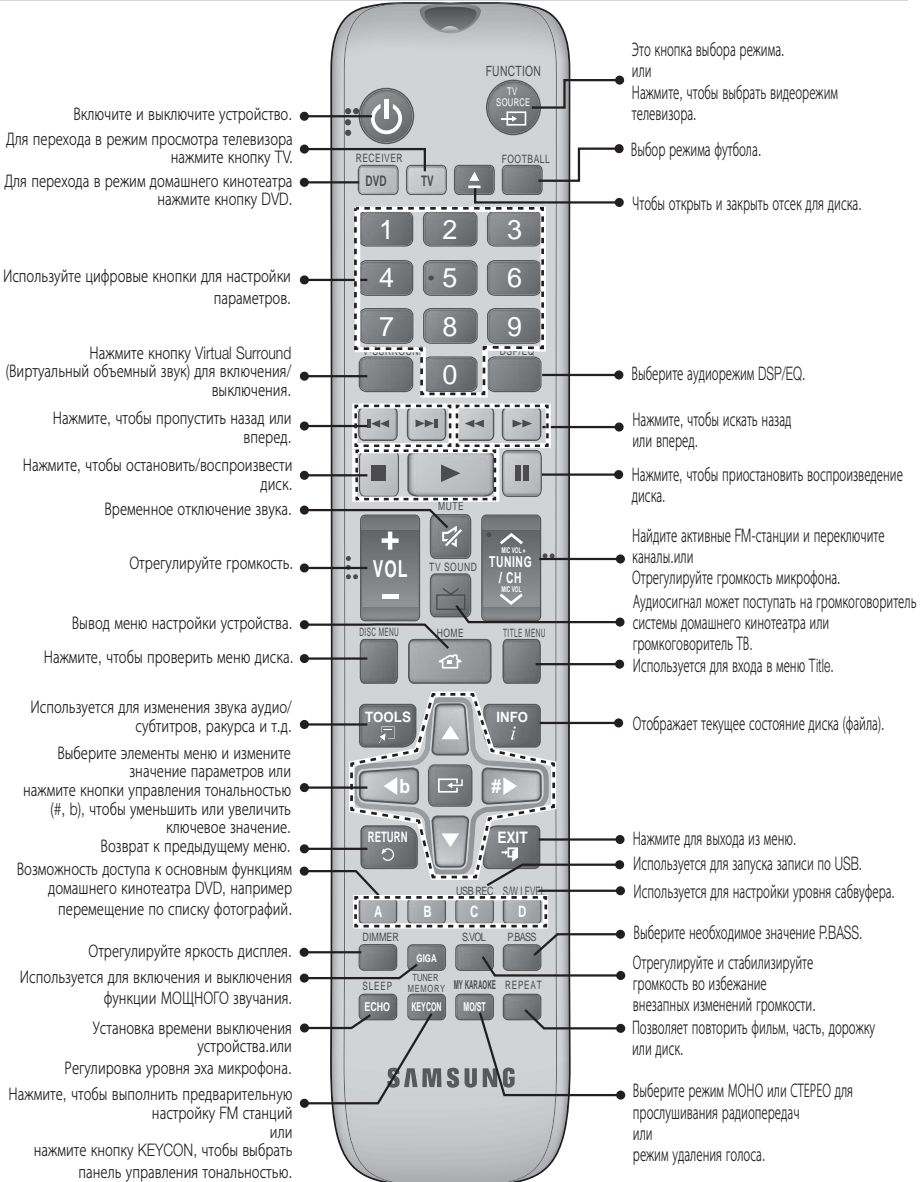 Включите и выключите устройство.
Для перехода в режим просмотра телевизора
нажмите кнопку TV.
Для перехода в режим домашнего кинотеатра
нажмите кнопку DVD.
Используйте цифровые кнопки для настройки
параметров.
Нажмите кнопку Virtual Surround
(Виртуальный объемный звук) для включения/
выключения.
Нажмите, чтобы пропустить назад или
вперед.
Нажмите, чтобы остановить/воспроизвести
диск.
Временное отключение звука.
Отрегулируйте громкость.
Вывод меню настройки устройства.
Нажмите, чтобы проверить меню диска.
Используется для изменения звука аудио/
субтитров, ракурса и т.д.
Выберите элементы меню и измените
значение параметров или
нажмите кнопки управления тональностью
(#, b), чтобы уменьшить или увеличить
ключевое значение.
Возврат к предыдущему меню.
Возможность доступа к основным функциям
домашнего кинотеатра DVD, например
перемещение по списку фотографий.
Отрегулируйте яркость дисплея.
Используется для включения и выключения
функции МОЩНОГО звучания.
Установка времени выключения
устройства.или
Регулировка уровня эха микрофона.
Нажмите, чтобы выполнить предварительную
настройку FM станций
или
нажмите кнопку KEYCON, чтобы выбрать
панель управления тональностью.
FUNCTION
TV
SOURCE
RECEIVER
FOOTBALL
DVD
TV
1 2 3
4 5 6
7 8 9
V-SURROUND
0
DSP/EQ
MUTE
+
VOL
−
MIC VOL+
TUNING
/ CH
MIC VOL
TV SOUND
DISC MENU
HOME
TITLE MENU
TOOLS
INFO
i
b
#
RETURN
EXIT
USB REC
S/W LEVEL
A B C D
DIMMER
S.VOL
P.BASS
GIGA
SLEEP
TUNER
MEMORY
MY KARAOKE
REPEAT
ECHO
KEYCON
MO/ST
SAMSUNG
Это кнопка выбора режима.
или
Нажмите, чтобы выбрать видеорежим
телевизора.
Выбор режима футбола.
Чтобы открыть и закрыть отсек для диска.
Выберите аудиорежим DSP/EQ.
Нажмите, чтобы искать назад
или вперед.
Нажмите, чтобы приостановить воспроизведение
диска.
Найдите активные FM-станции и переключите
каналы.или
Отрегулируйте громкость микрофона.
Аудиосигнал может поступать на громкоговоритель
системы домашнего кинотеатра или
громкоговоритель ТВ.
Используется для входа в меню Title.
Отображает текущее состояние диска (файла).
Нажмите для выхода из меню.
Используется для запуска записи по USB.
Используется для настройки уровня сабвуфера.
Выберите необходимое значение P.BASS.
Отрегулируйте и стабилизируйте
громкость во избежание
внезапных изменений громкости.
Позволяет повторить фильм, часть, дорожку
или диск.
Выберите режим МОНО или СТЕРЕО для
прослушивания радиопередач
или
режим удаления голоса.